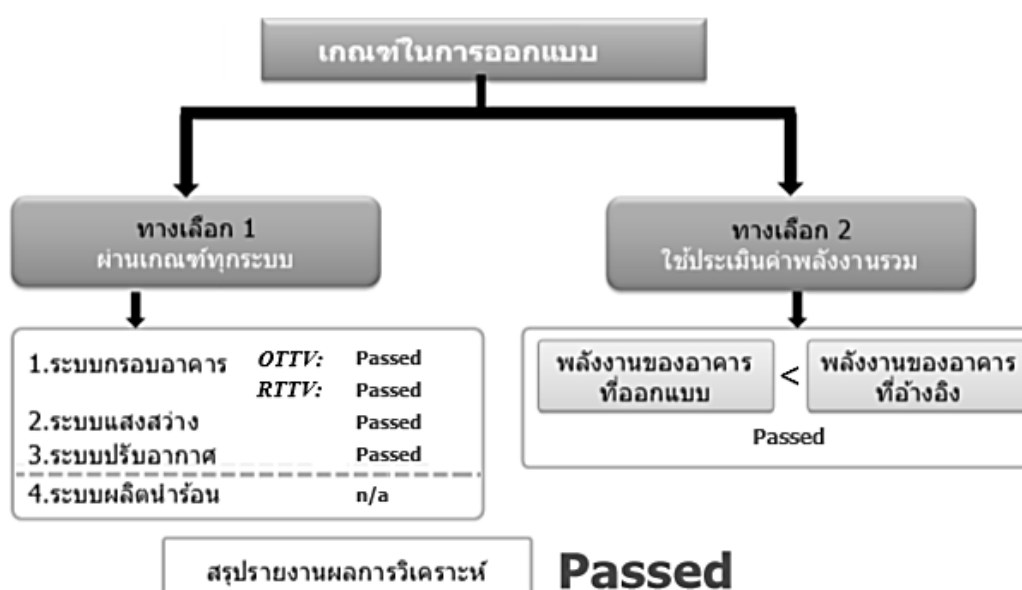 เกณฑ์ในการออกแบบ
ทางเลือก 1
ผ่านเกณฑ์ทุกระบบ
1.ระบบกรอบอาคาร OTTV: Passed
RTTV: Passed
2.ระบบแสงสว่าง Passed
3.ระบบปรับอากาศ Passed
4.ระบบผลิตน้ำร้อน n/a
ทางเลือก 2
ใช้ประเมินค่าพลังงานรวม
พลังงานของอาคาร
ที่ออกแบบ
<
พลังงานของอาคาร
ที่อ้างอิง
Passed
สรุปรายงานผลการวิเคราะห์ Passed